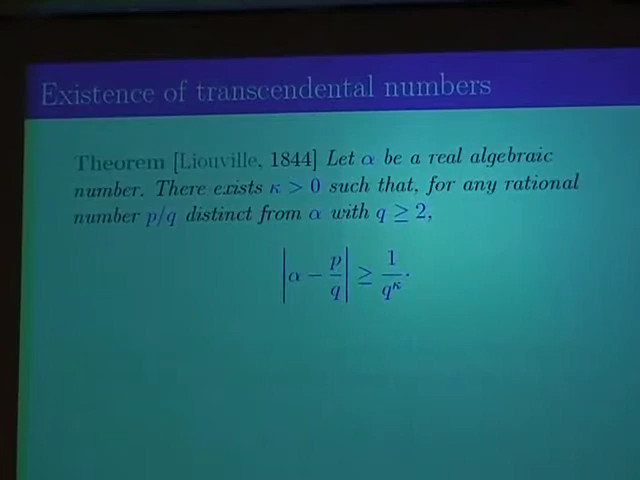 Existence of transcendental numbers
Theorem [Liouville, 1844] Let α be a real algebraic
number. There exists κ > 0 such that, for any rational
number p/q distinct from α with q ≥ 2,
|α − p/q| ≥ 1/q^κ.